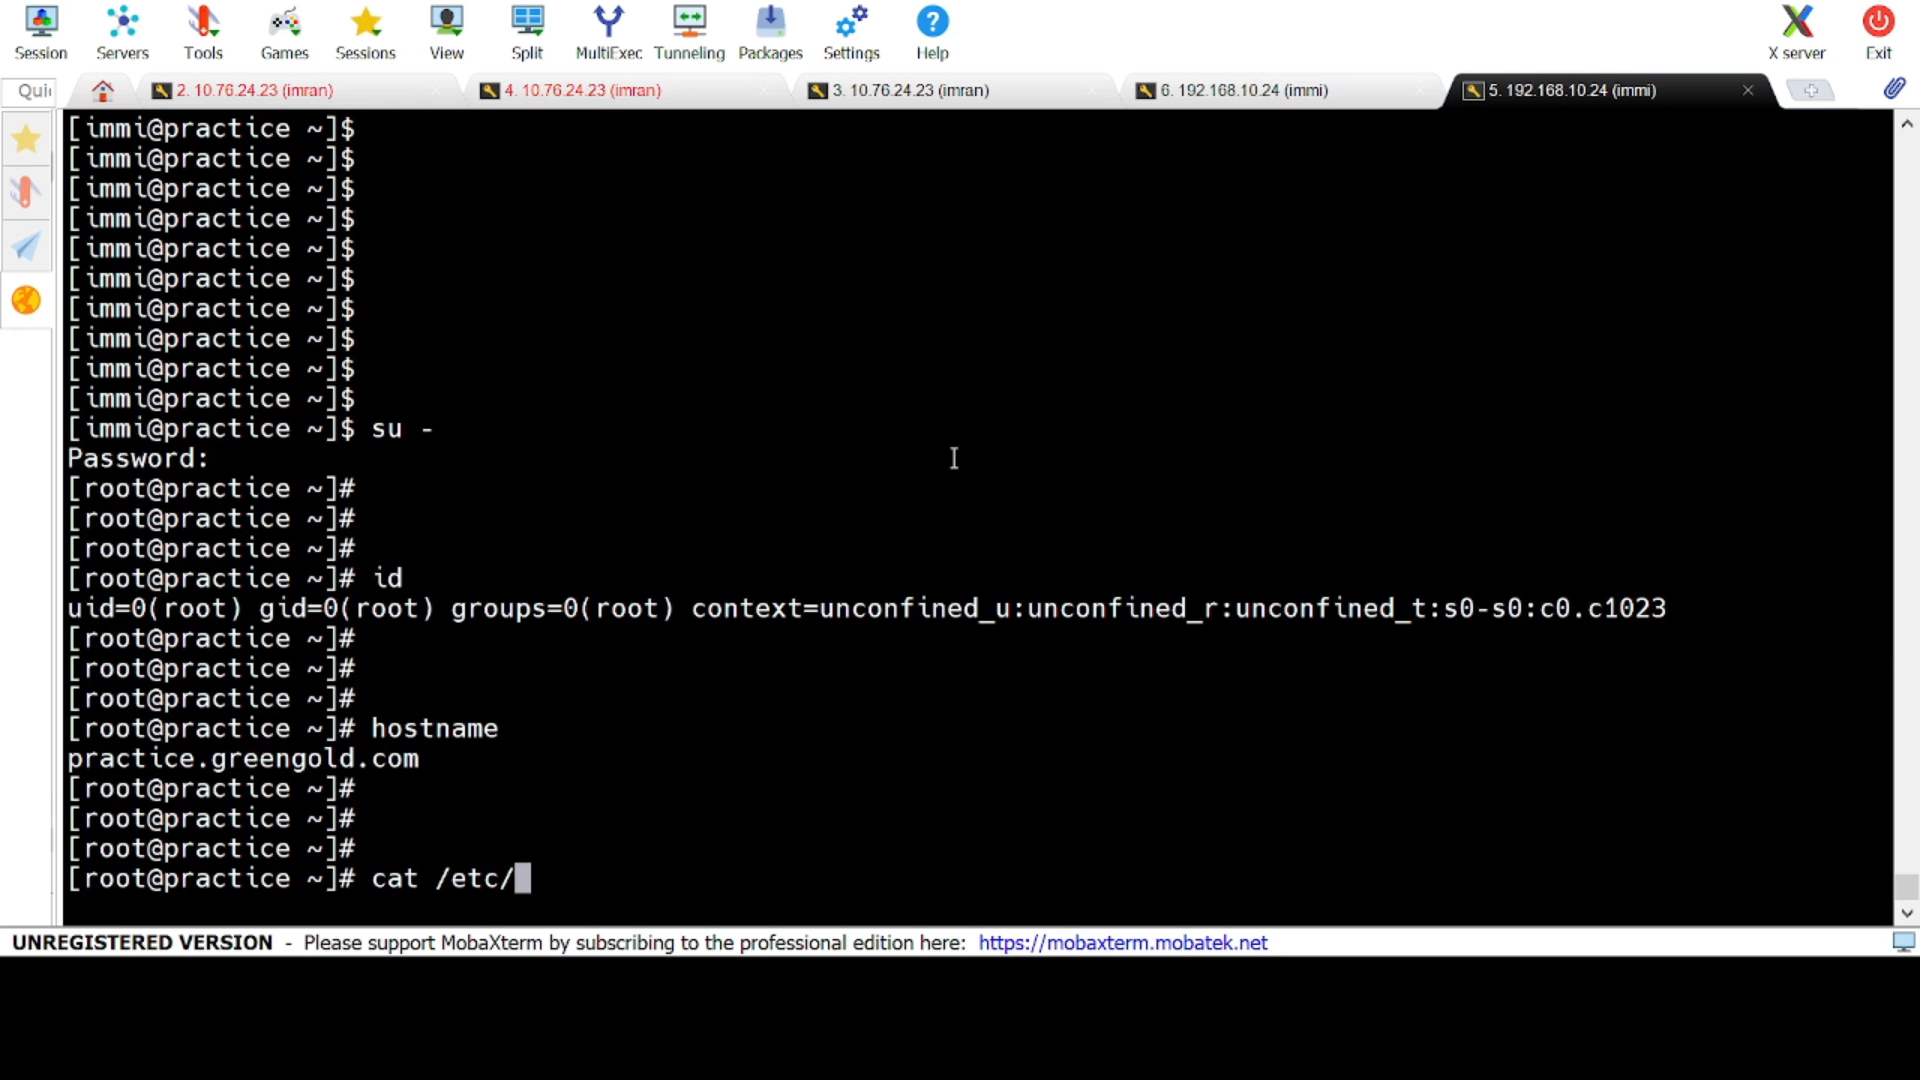 Session Servers Tools Games Sessions View Split MultiExec Tunneling Packages Settings Help X server Exit
Qui 2. 10.76.24.23 (imran) 4. 10.76.24.23 (imran) 3. 10.76.24.23 (imran) 6. 192.168.10.24 (immi) 5. 192.168.10.24 (immi)
[immi@practice ~]$
[immi@practice ~]$
[immi@practice ~]$
[immi@practice ~]$
[immi@practice ~]$
[immi@practice ~]$
[immi@practice ~]$
[immi@practice ~]$
[immi@practice ~]$
[immi@practice ~]$
[immi@practice ~]$ su -
Password:
[root@practice ~]#
[root@practice ~]#
[root@practice ~]#
[root@practice ~]# id
uid=0(root) gid=0(root) groups=0(root) context=unconfined_u:unconfined_r:unconfined_t:s0-s0:c0.c1023
[root@practice ~]#
[root@practice ~]#
[root@practice ~]#
[root@practice ~]# hostname
practice.greengold.com
[root@practice ~]#
[root@practice ~]#
[root@practice ~]#
[root@practice ~]# cat /etc/
UNREGISTERED VERSION - Please support MobaXterm by subscribing to the professional edition here: https://mobaxterm.mobatek.net